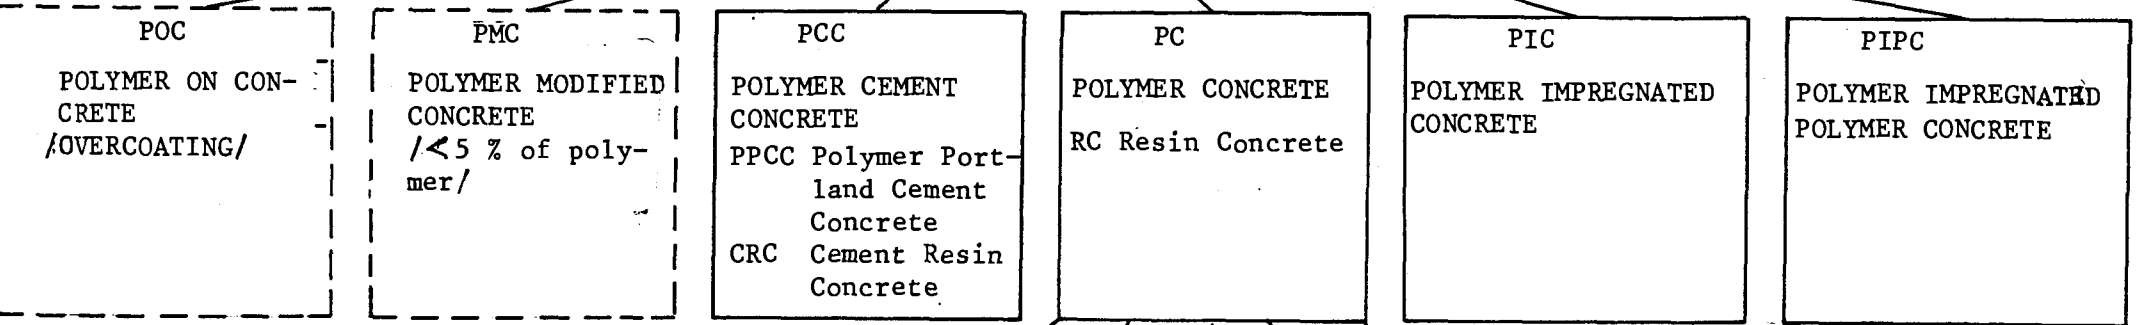 POC
POLYMER ON CON-
CRETE
/OVERCOATING/
PMC
POLYMER MODIFIED
CONCRETE
/<5 % of poly-
mer/
PCC
POLYMER CEMENT
CONCRETE
PPCC Polymer Port-
land Cement
Concrete
CRC Cement Resin
Concrete
PC
POLYMER CONCRETE
RC Resin Concrete
PIC
POLYMER IMPREGNATED
CONCRETE
PIPC
POLYMER IMPREGNATED
POLYMER CONCRETE